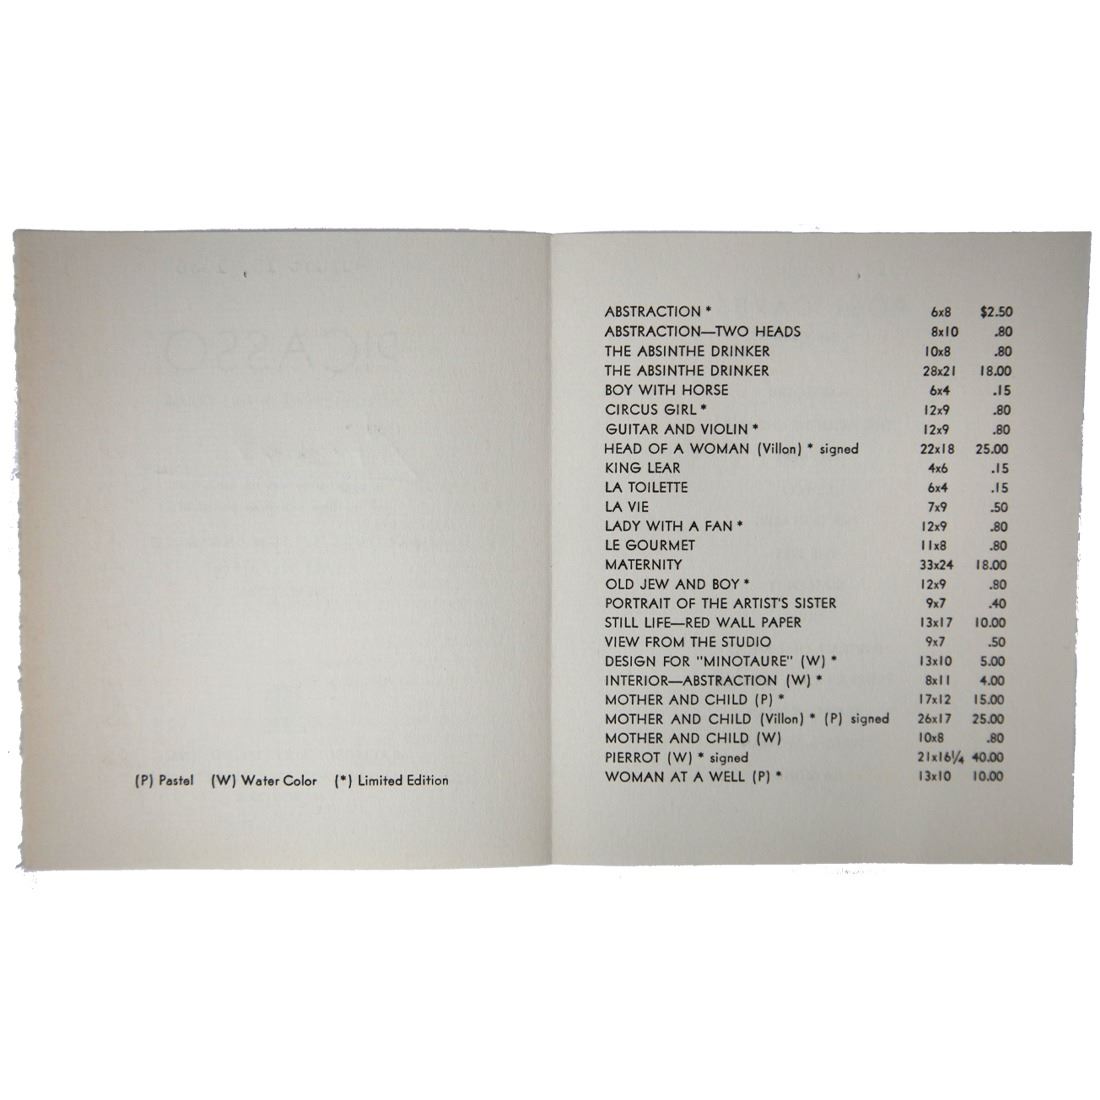 (P) Pastel (W) Water Color (*) Limited Edition
ABSTRACTION * 6x8 $2.50
ABSTRACTION—TWO HEADS 8x10 .80
THE ABSINTHE DRINKER 10x8 .80
THE ABSINTHE DRINKER 28x21 18.00
BOY WITH HORSE 6x4 .15
CIRCUS GIRL * 12x9 .80
GUITAR AND VIOLIN * 12x9 .80
HEAD OF A WOMAN (Villon) * signed 22x18 25.00
KING LEAR 4x6 .15
LA TOILETTE 6x4 .15
LA VIE 7x9 .50
LADY WITH A FAN * 12x9 .80
LE GOURMET 11x8 .80
MATERNITY 33x24 18.00
OLD JEW AND BOY * 12x9 .80
PORTRAIT OF THE ARTIST'S SISTER 9x7 .40
STILL LIFE—RED WALL PAPER 13x17 10.00
VIEW FROM THE STUDIO 9x7 .50
DESIGN FOR "MINOTAURE" (W) * 13x10 5.00
INTERIOR—ABSTRACTION (W) * 8x11 4.00
MOTHER AND CHILD (P) * 17x12 15.00
MOTHER AND CHILD (Villon) * (P) signed 26x17 25.00
MOTHER AND CHILD (W) 10x8 .80
PIERROT (W) * signed 21x16¼ 40.00
WOMAN AT A WELL (P) * 13x10 10.00
PICASSO